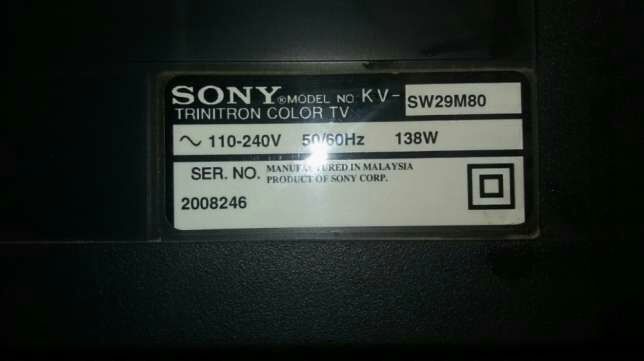 SONY ® MODEL NO. KV-SW29M80
TRINITRON COLOR TV
~ 110-240V 50/60Hz 138W
SER. NO. MANUFACTURED IN MALAYSIA
PRODUCT OF SONY CORP.
2008246